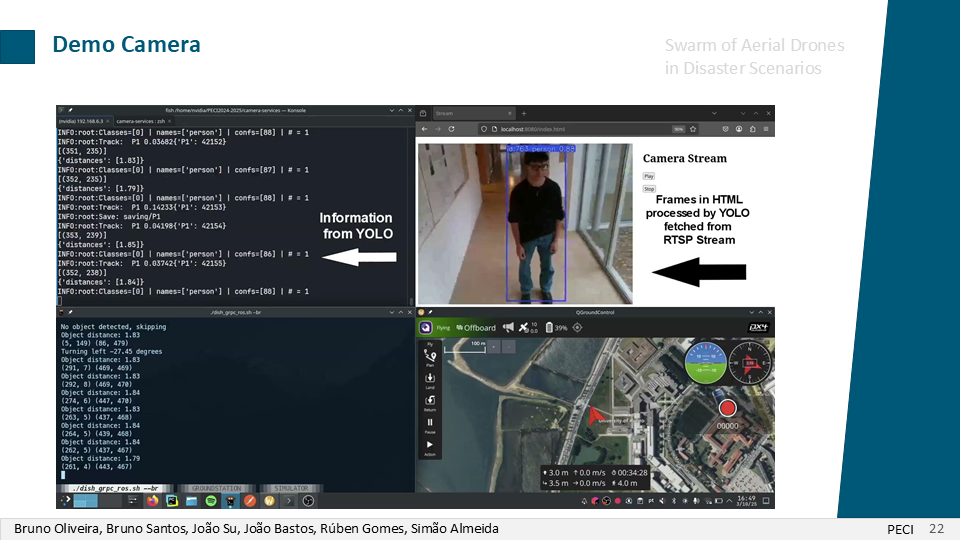 Demo Camera
Swarm of Aerial Drones
in Disaster Scenarios
fish /home/nvidia/PECI2024-2025/camera-services — Konsole
(nvidia) 192.168.6.3
camera-services : zsh
INFO:root:Classes=[0] | names=['person'] | confs=[88] | # = 1
INFO:root:Track:  P1 0.03682{'P1': 42152}
[(351, 235)]
{'distances': [1.83]}
INFO:root:Classes=[0] | names=['person'] | confs=[87] | # = 1
[(352, 235)]
{'distances': [1.79]}
INFO:root:Classes=[0] | names=['person'] | confs=[88] | # = 1
INFO:root:Track:  P1 0.14233{'P1': 42153}
INFO:root:Save: saving/P1
INFO:root:Track:  P1 0.04198{'P1': 42154}
[(353, 239)]
{'distances': [1.85]}
INFO:root:Classes=[0] | names=['person'] | confs=[86] | # = 1
INFO:root:Track:  P1 0.03742{'P1': 42155}
[(352, 238)]
{'distances': [1.84]}
INFO:root:Classes=[0] | names=['person'] | confs=[88] | # = 1
Information
from YOLO
Stream
localhost:8080/index.html
90%
id:763 person 0.88
Camera Stream
Play
Stop
Frames in HTML
processed by YOLO
fetched from
RTSP Stream
./dish_grpc_ros.sh --br
No object detected, skipping
Object distance: 1.83
(5, 149) (86, 479)
Turning left -27.45 degrees
Object distance: 1.83
(291, 7) (469, 469)
Object distance: 1.83
(292, 8) (469, 470)
Object distance: 1.84
(274, 6) (447, 470)
Object distance: 1.83
(263, 5) (437, 468)
Object distance: 1.84
(264, 5) (439, 468)
Object distance: 1.84
(262, 5) (437, 467)
Object distance: 1.79
(261, 4) (443, 467)
./dish_grpc_ros.sh --br
GROUNDSTATION
SIMULATOR
QGroundControl
Flying
Offboard
10
39%
px4
Fly
100 m
Plan
Land
Return
Pause
Action
00000
3.0 m
0.0 m/s
00:34:28
3.5 m
0.0 m/s
4.0 m
16:49
3/10/25
Bruno Oliveira, Bruno Santos, João Su, João Bastos, Rúben Gomes, Simão Almeida
PECI
22